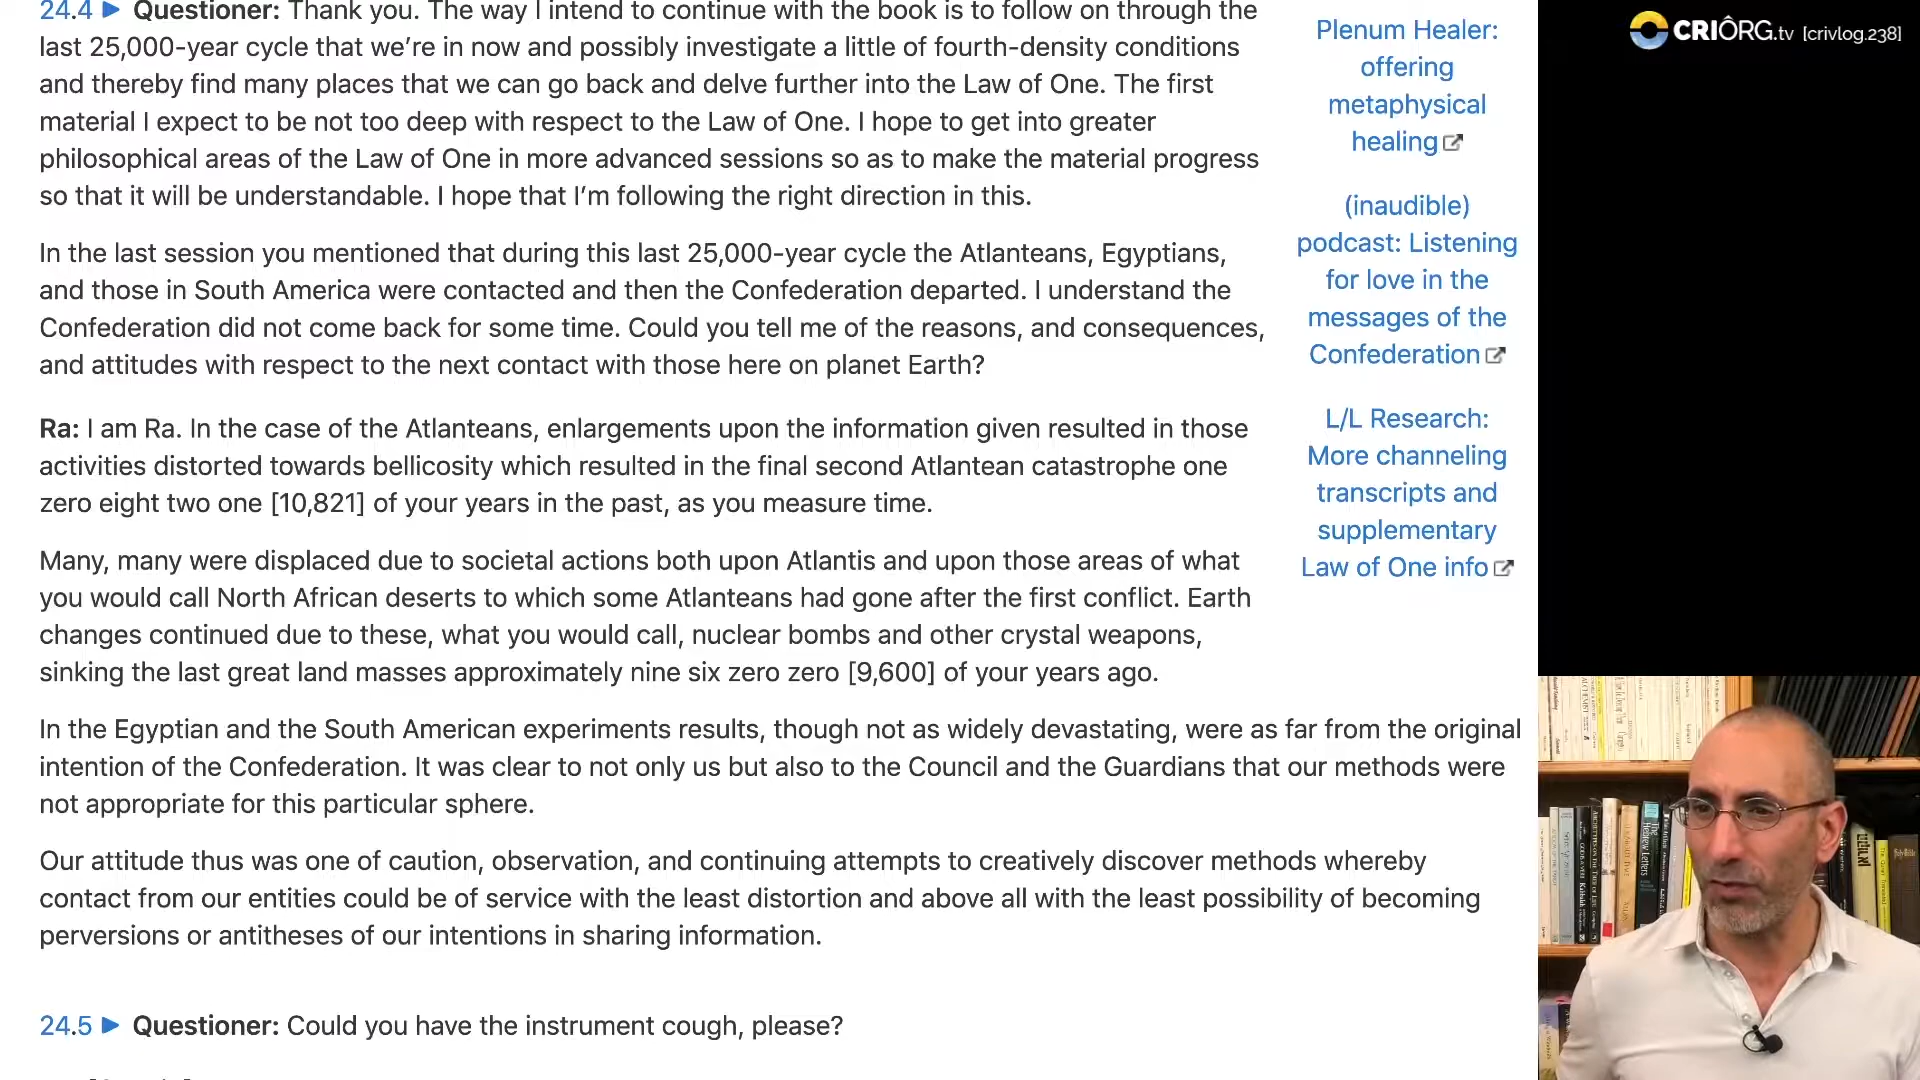 24.4 ▶ Questioner: Thank you. The way I intend to continue with the book is to follow on through the
last 25,000-year cycle that we’re in now and possibly investigate a little of fourth-density conditions
and thereby find many places that we can go back and delve further into the Law of One. The first
material I expect to be not too deep with respect to the Law of One. I hope to get into greater
philosophical areas of the Law of One in more advanced sessions so as to make the material progress
so that it will be understandable. I hope that I’m following the right direction in this.
In the last session you mentioned that during this last 25,000-year cycle the Atlanteans, Egyptians,
and those in South America were contacted and then the Confederation departed. I understand the
Confederation did not come back for some time. Could you tell me of the reasons, and consequences,
and attitudes with respect to the next contact with those here on planet Earth?
Ra: I am Ra. In the case of the Atlanteans, enlargements upon the information given resulted in those
activities distorted towards bellicosity which resulted in the final second Atlantean catastrophe one
zero eight two one [10,821] of your years in the past, as you measure time.
Many, many were displaced due to societal actions both upon Atlantis and upon those areas of what
you would call North African deserts to which some Atlanteans had gone after the first conflict. Earth
changes continued due to these, what you would call, nuclear bombs and other crystal weapons,
sinking the last great land masses approximately nine six zero zero [9,600] of your years ago.
In the Egyptian and the South American experiments results, though not as widely devastating, were as far from the original
intention of the Confederation. It was clear to not only us but also to the Council and the Guardians that our methods were
not appropriate for this particular sphere.
Our attitude thus was one of caution, observation, and continuing attempts to creatively discover methods whereby
contact from our entities could be of service with the least distortion and above all with the least possibility of becoming
perversions or antitheses of our intentions in sharing information.
24.5 ▶ Questioner: Could you have the instrument cough, please?
Plenum Healer:
offering
metaphysical
healing
(inaudible)
podcast: Listening
for love in the
messages of the
Confederation
L/L Research:
More channeling
transcripts and
supplementary
Law of One info
CRIÔRG.tv [crivlog.238]
The Hebrew Letters
Holy Bible